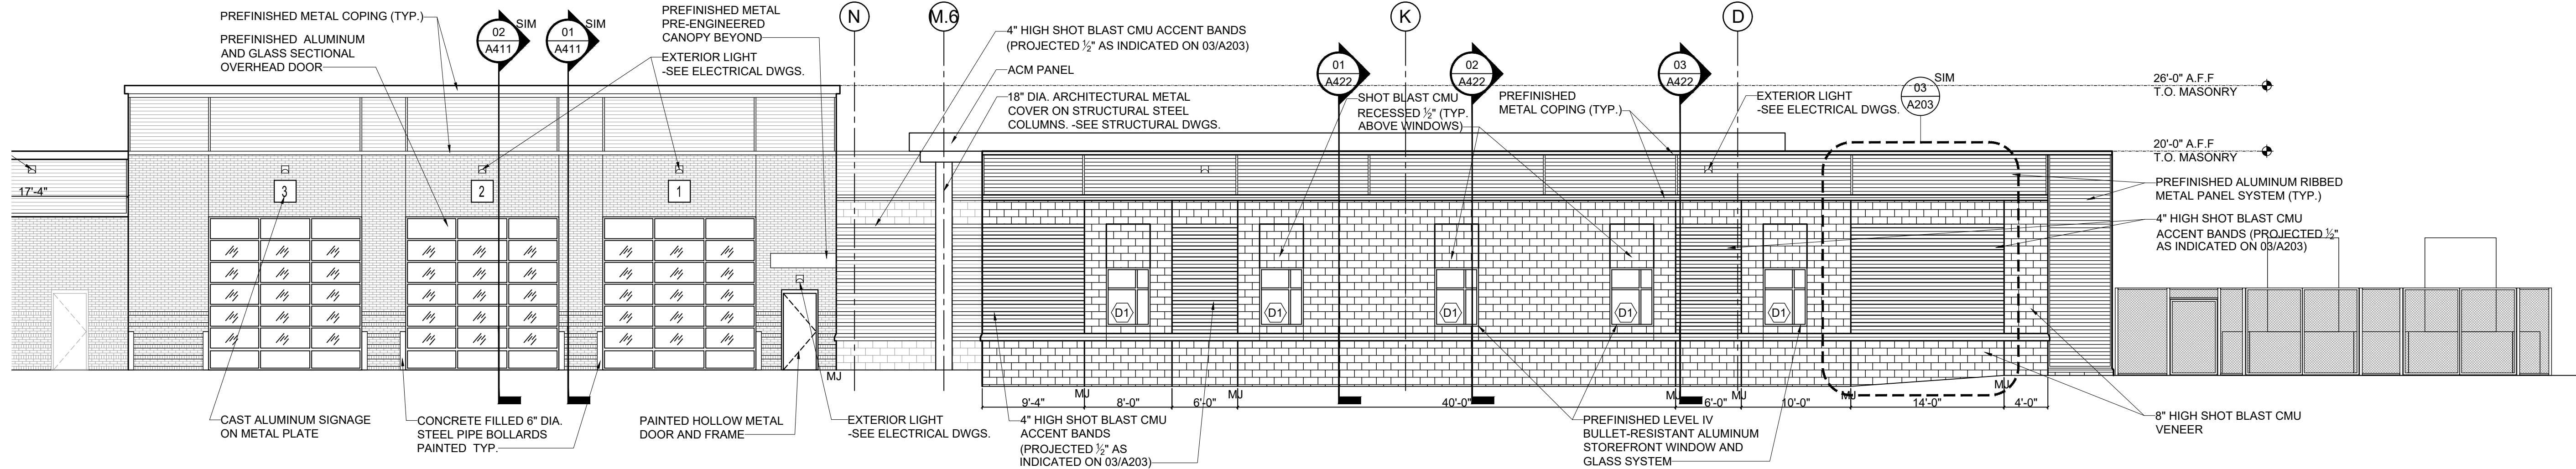 PREFINISHED METAL COPING (TYP.)
PREFINISHED ALUMINUM
AND GLASS SECTIONAL
OVERHEAD DOOR
02
A411
SIM
01
A411
SIM
EXTERIOR LIGHT
-SEE ELECTRICAL DWGS.
PREFINISHED METAL
PRE-ENGINEERED
CANOPY BEYOND
N
M.6
4" HIGH SHOT BLAST CMU ACCENT BANDS
(PROJECTED ½" AS INDICATED ON 03/A203)
ACM PANEL
18" DIA. ARCHITECTURAL METAL
COVER ON STRUCTURAL STEEL
COLUMNS. -SEE STRUCTURAL DWGS.
01
A422
K
SHOT BLAST CMU
RECESSED ½" (TYP.
ABOVE WINDOWS)
02
A422
PREFINISHED
METAL COPING (TYP.)
03
A422
D
EXTERIOR LIGHT
-SEE ELECTRICAL DWGS.
03
A203
SIM
26'-0" A.F.F
T.O. MASONRY
20'-0" A.F.F
T.O. MASONRY
PREFINISHED ALUMINUM RIBBED
METAL PANEL SYSTEM (TYP.)
4" HIGH SHOT BLAST CMU
ACCENT BANDS (PROJECTED ½"
AS INDICATED ON 03/A203)
17'-4"
3
2
1
D1
D1
D1
D1
D1
MJ
MJ
MJ
MJ
MJ
MJ
MJ
9'-4"
8'-0"
6'-0"
40'-0"
6'-0"
10'-0"
14'-0"
4'-0"
CAST ALUMINUM SIGNAGE
ON METAL PLATE
CONCRETE FILLED 6" DIA.
STEEL PIPE BOLLARDS
PAINTED TYP.
PAINTED HOLLOW METAL
DOOR AND FRAME
EXTERIOR LIGHT
-SEE ELECTRICAL DWGS.
4" HIGH SHOT BLAST CMU
ACCENT BANDS
(PROJECTED ½" AS
INDICATED ON 03/A203)
PREFINISHED LEVEL IV
BULLET-RESISTANT ALUMINUM
STOREFRONT WINDOW AND
GLASS SYSTEM
8" HIGH SHOT BLAST CMU
VENEER